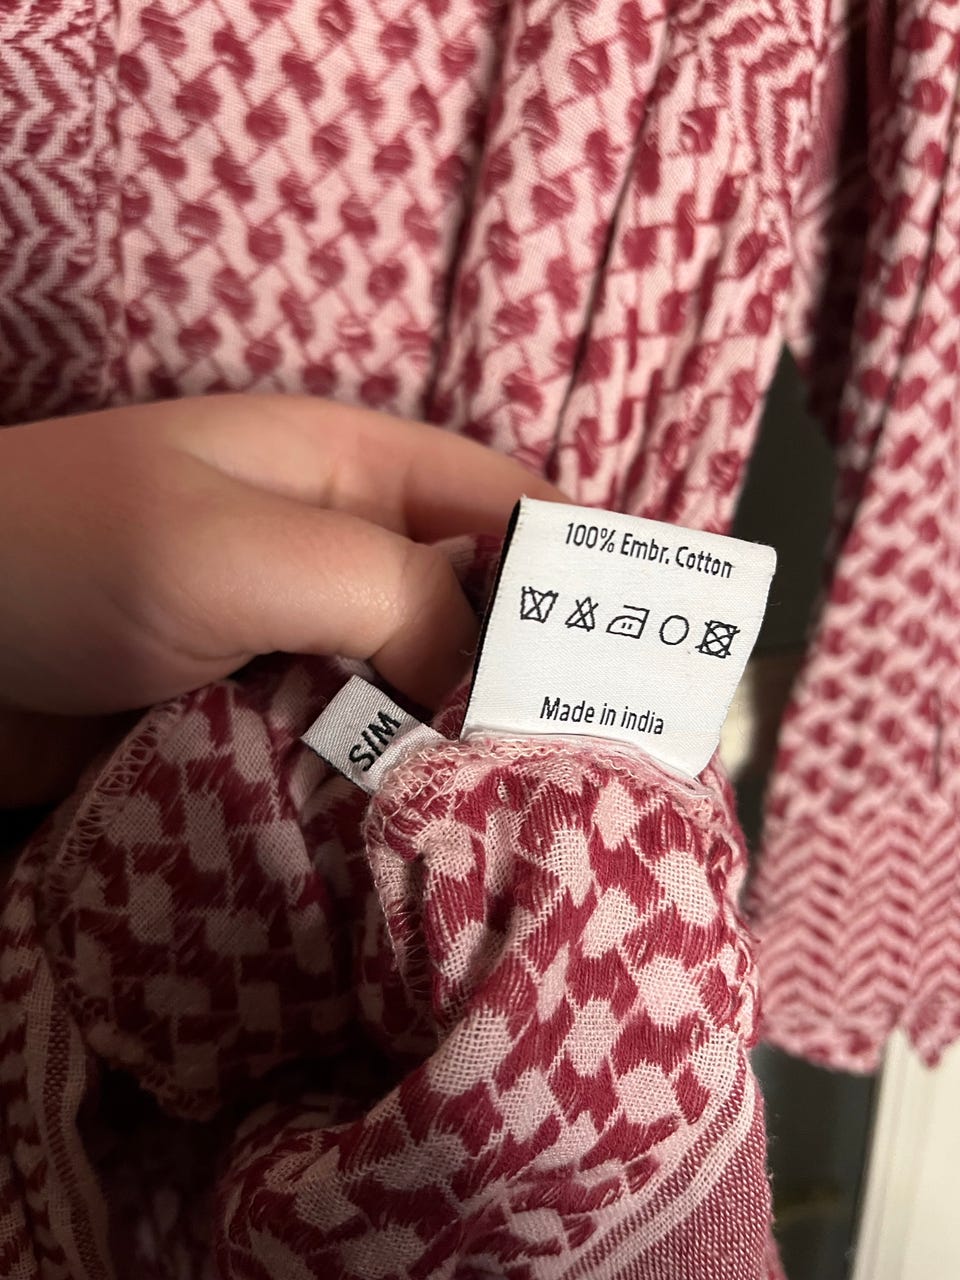 100% Embr. Cotton
Made in india
S/M